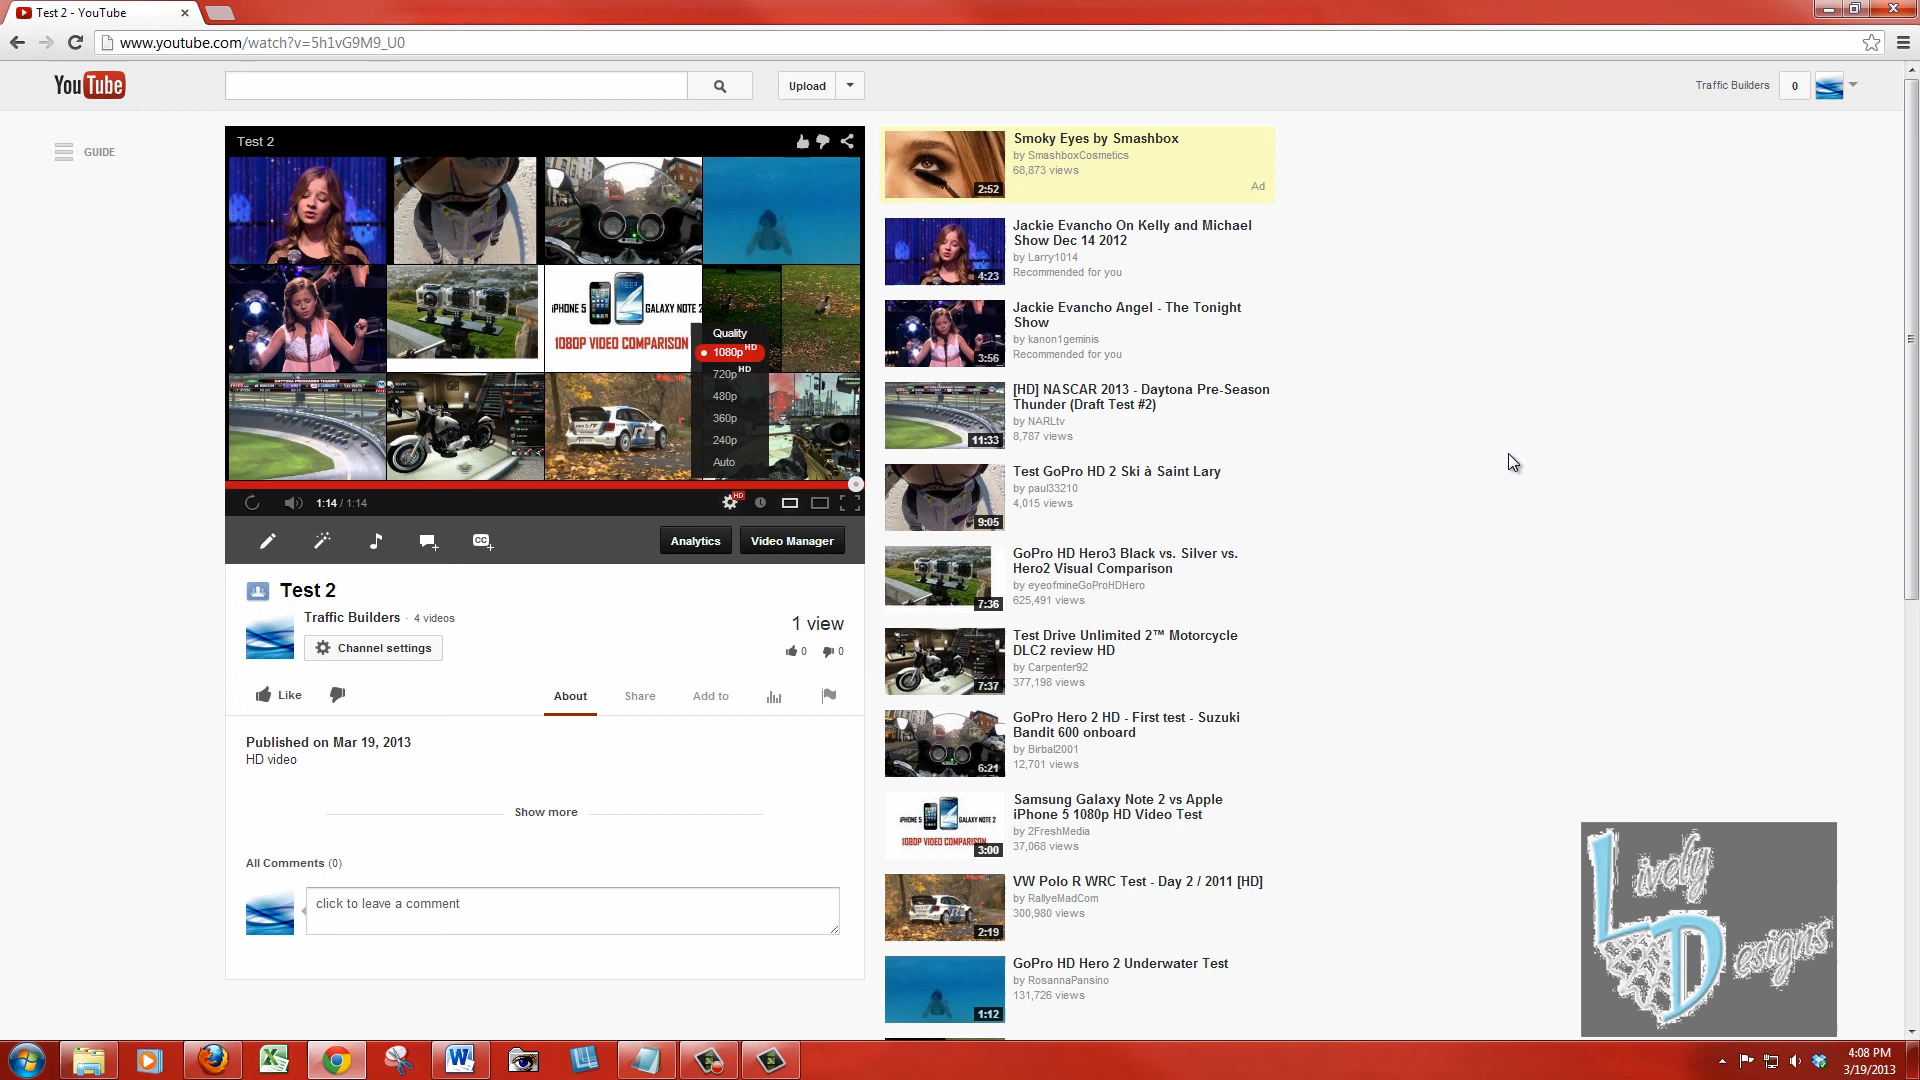 Test 2 - YouTube
www.youtube.com/watch?v=5h1vG9M9_U0
YouTube
Upload
Traffic Builders
0
GUIDE
Test 2
iPHONE 5
GALAXY NOTE 2
1080P VIDEO COMPARISON
Quality
1080p HD
720p HD
480p
360p
240p
Auto
1:14 / 1:14
HD
CC
Analytics
Video Manager
Test 2
Traffic Builders · 4 videos
Channel settings
1 view
0
0
Like
About
Share
Add to
Published on Mar 19, 2013
HD video
Show more
All Comments (0)
click to leave a comment
Smoky Eyes by Smashbox
by SmashboxCosmetics
68,873 views
Ad
2:52
Jackie Evancho On Kelly and Michael
Show Dec 14 2012
by Larry1014
Recommended for you
4:23
Jackie Evancho Angel - The Tonight
Show
by kanon1geminis
Recommended for you
3:56
[HD] NASCAR 2013 - Daytona Pre-Season
Thunder (Draft Test #2)
by NARLtv
8,787 views
11:33
Test GoPro HD 2 Ski à Saint Lary
by paul33210
4,015 views
9:05
GoPro HD Hero3 Black vs. Silver vs.
Hero2 Visual Comparison
by eyeofmineGoProHDHero
625,491 views
7:36
Test Drive Unlimited 2™ Motorcycle
DLC2 review HD
by Carpenter92
377,198 views
7:37
GoPro Hero 2 HD - First test - Suzuki
Bandit 600 onboard
by Birbal2001
12,701 views
6:21
Samsung Galaxy Note 2 vs Apple
iPhone 5 1080p HD Video Test
by 2FreshMedia
37,068 views
iPHONE 5
GALAXY NOTE 2
1080P VIDEO COMPARISON
3:00
VW Polo R WRC Test - Day 2 / 2011 [HD]
by RallyeMadCom
300,980 views
2:19
GoPro HD Hero 2 Underwater Test
by RosannaPansino
131,726 views
1:12
Lively
Designs
4:08 PM
3/19/2013